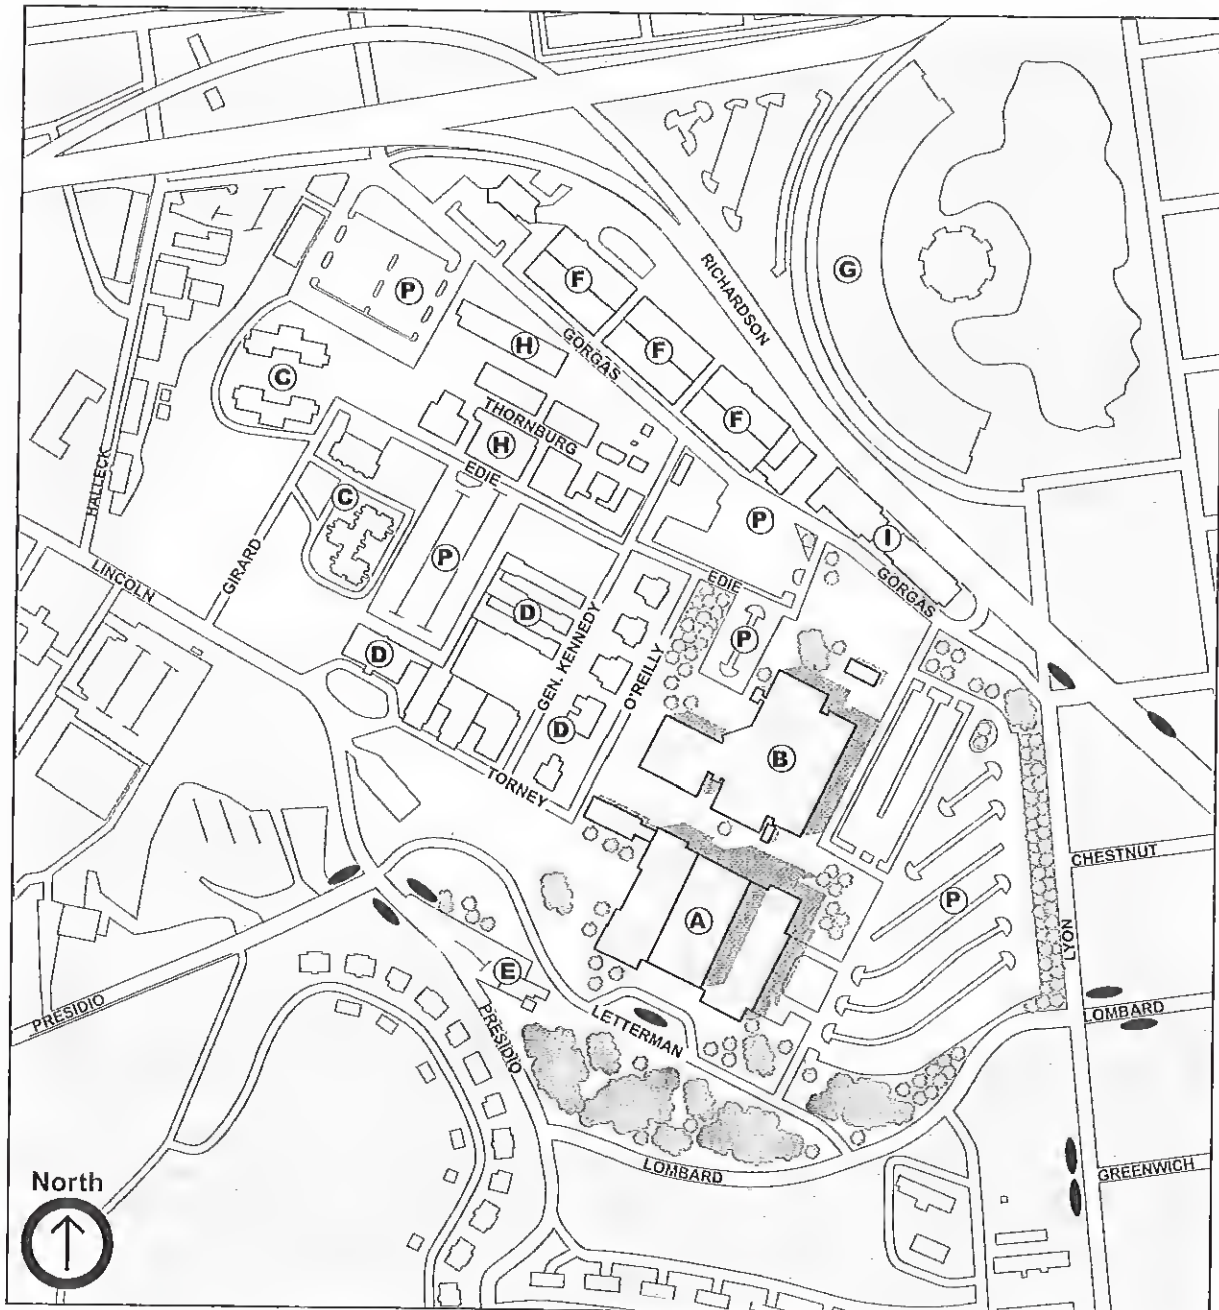 G
RICHARDSON
F
P
GORGAS
H
F
C
THORNBURG
F
H
EDIE
HALLECK
C
P
P
I
LINCOLN
GIRARD
EDIE
GORGAS
D
GEN. KENNEDY
P
D
O'REILLY
D
B
TORNEY
CHESTNUT
P
A
LYON
E
PRESIDIO
LETTERMAN
LOMBARD
PRESIDIO
LOMBARD
GREENWICH
North